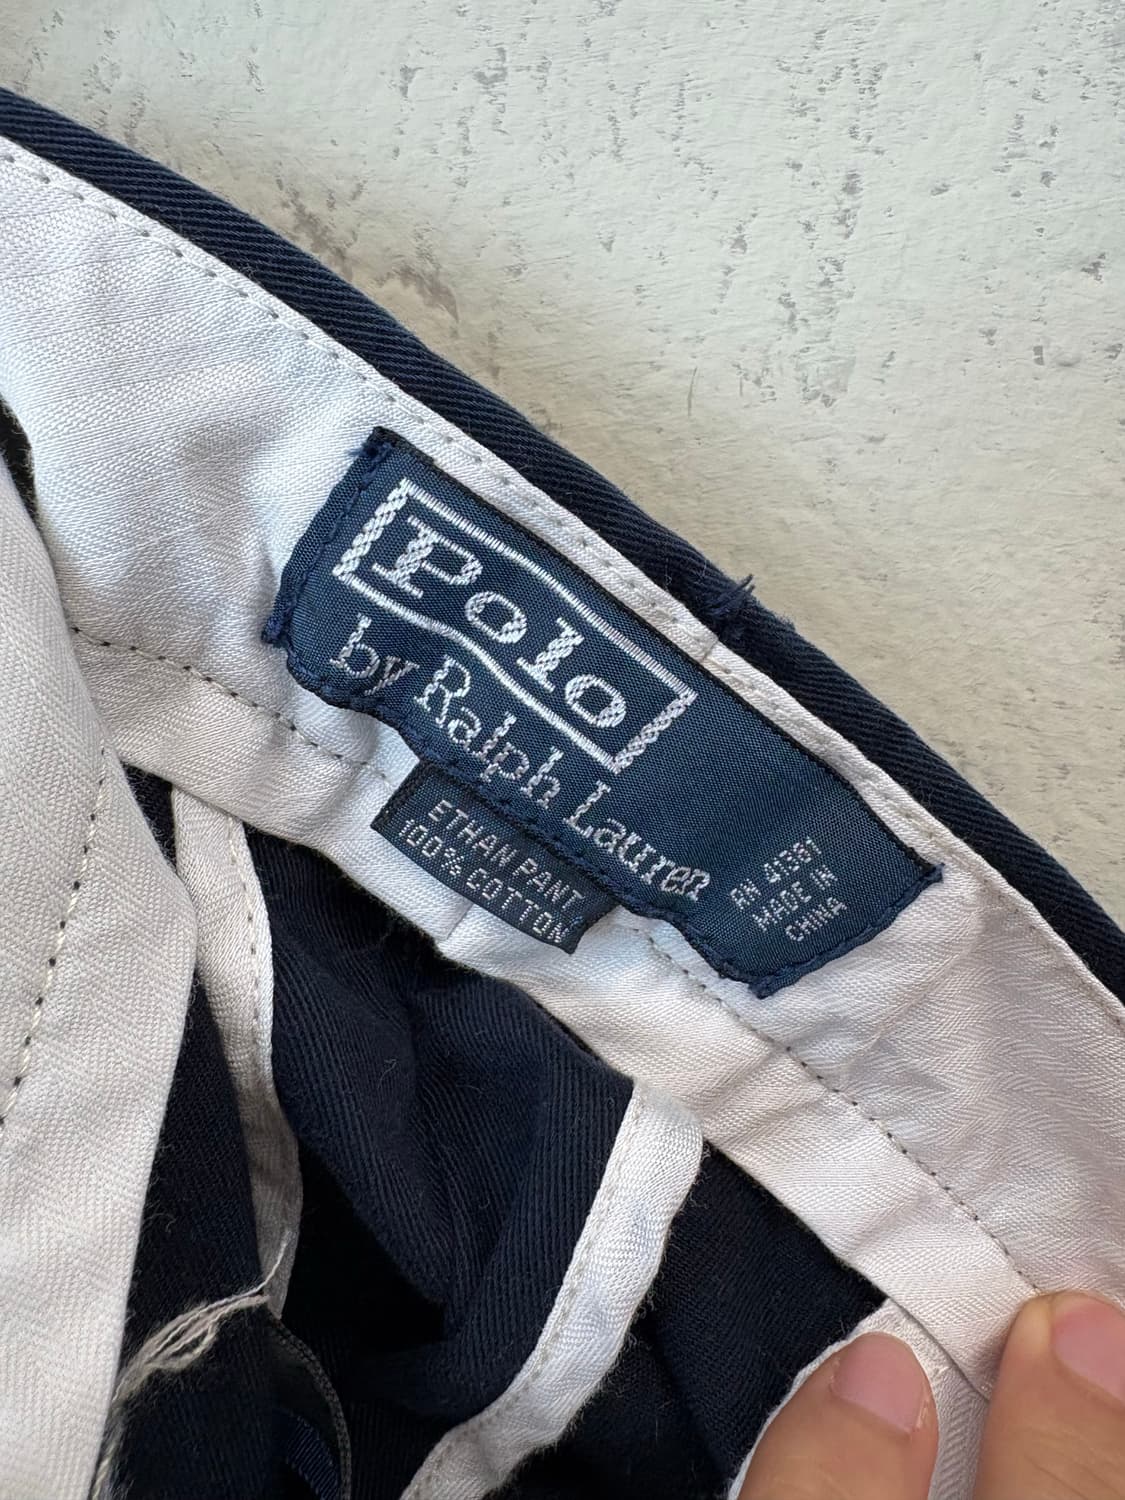 Polo
by Ralph Lauren
RN 41381
MADE IN
CHINA
ETHAN PANT
100% COTTON